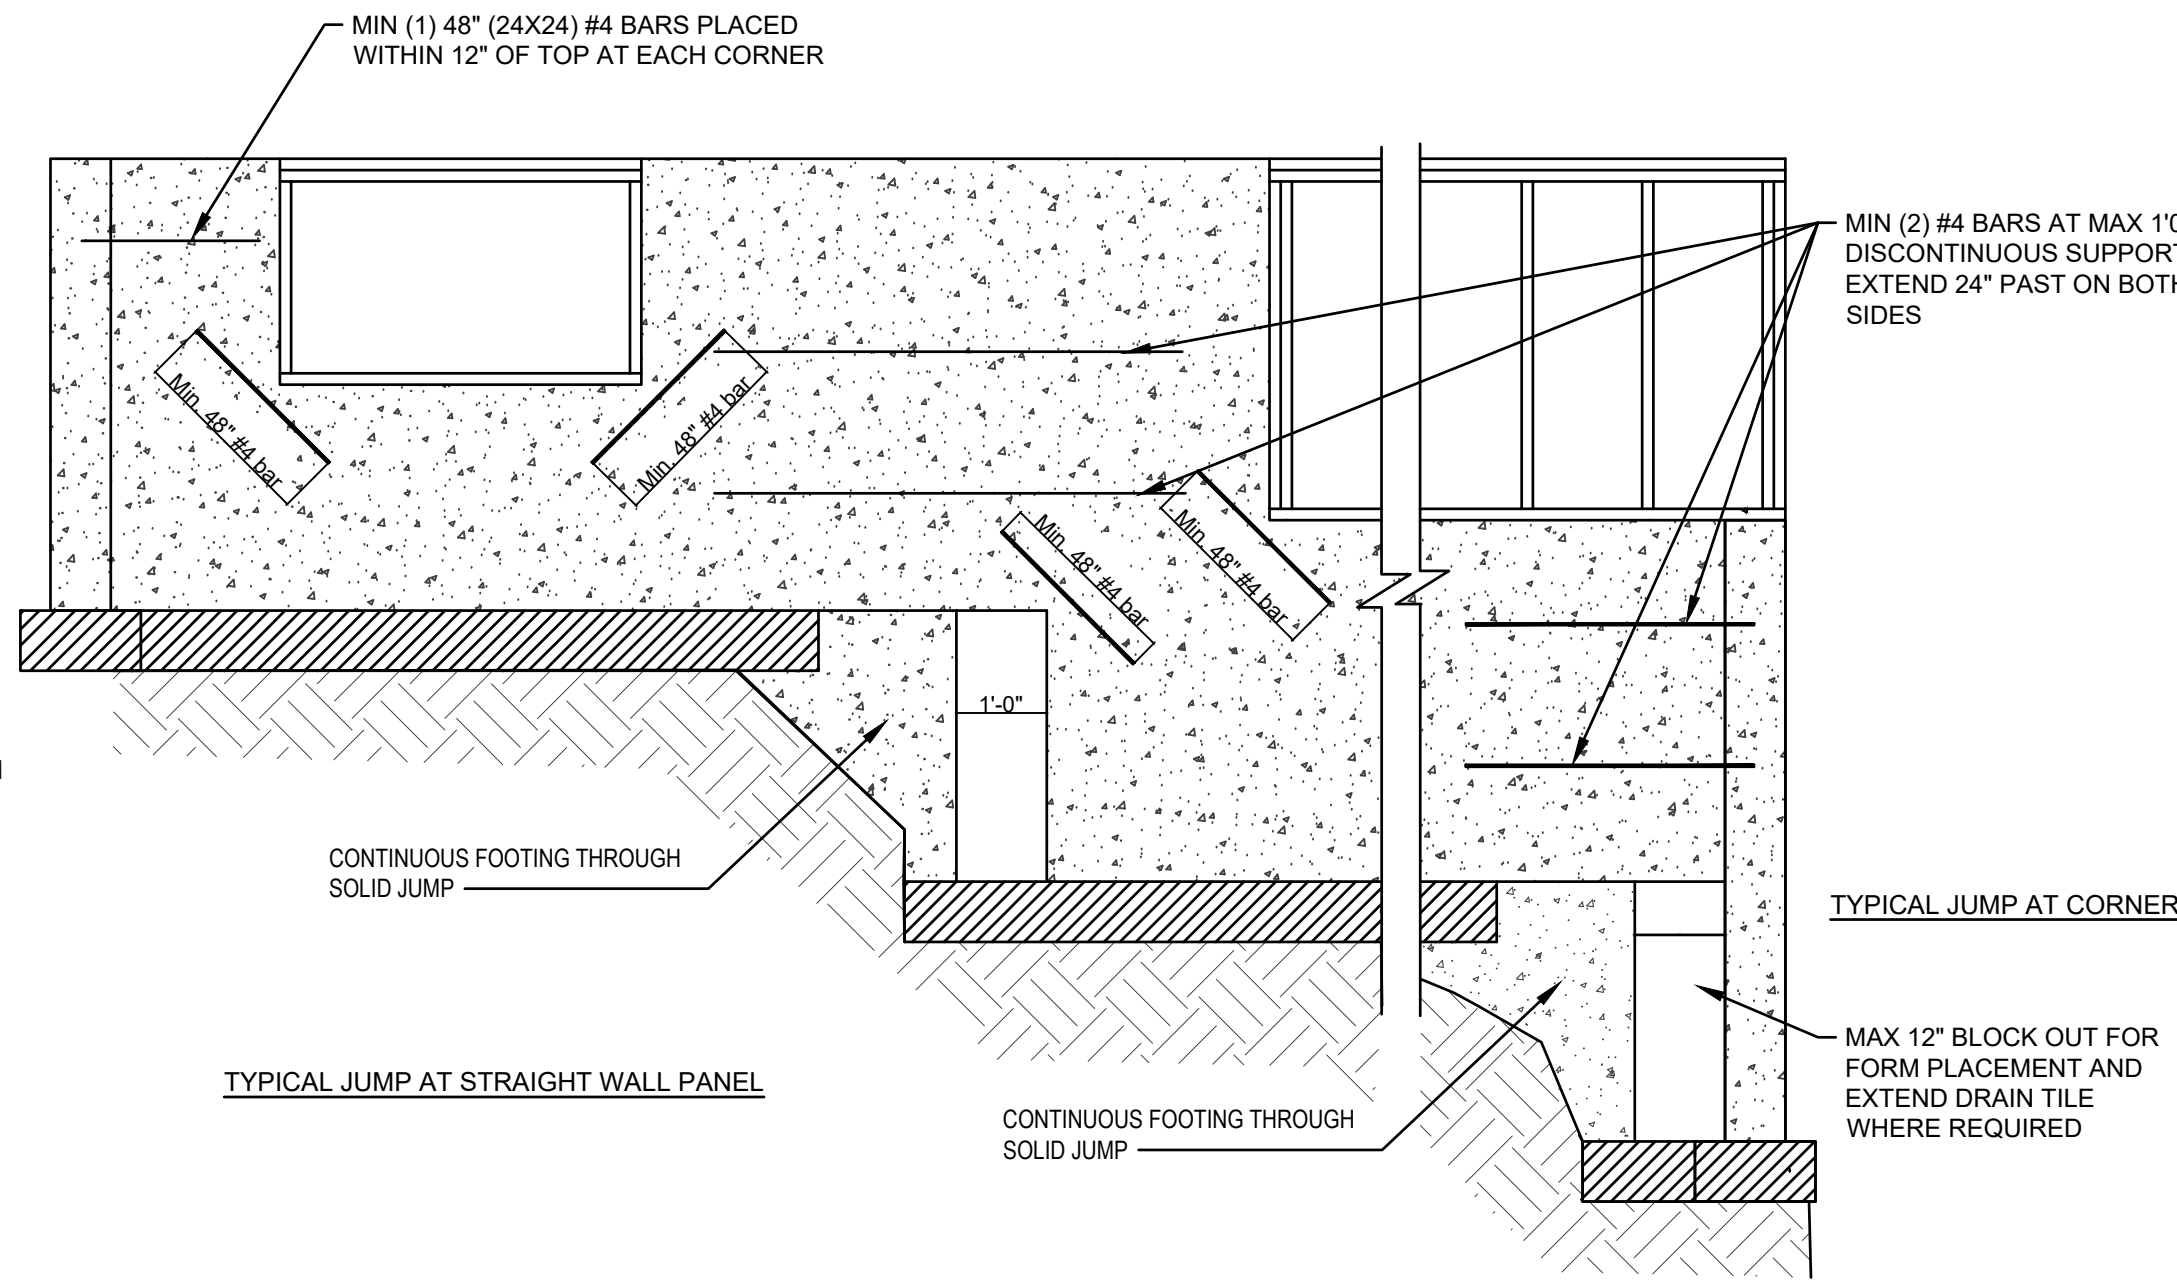 MIN (1) 48" (24X24) #4 BARS PLACED
WITHIN 12" OF TOP AT EACH CORNER
MIN (2) #4 BARS AT MAX
DISCONTINUOUS
EXTEND 24" PAST ON
SIDES
Min. 48" #4 bar
Min. 48" #4 bar
Min. 48" #4 bar
Min. 48" #4 bar
1'-0"
CONTINUOUS FOOTING THROUGH
SOLID JUMP
TYPICAL JUMP AT CORNER
TYPICAL JUMP AT STRAIGHT WALL PANEL
CONTINUOUS FOOTING THROUGH
SOLID JUMP
MAX 12" BLOCK OUT FOR
FORM PLACEMENT AND
EXTEND DRAIN TILE
WHERE REQUIRED